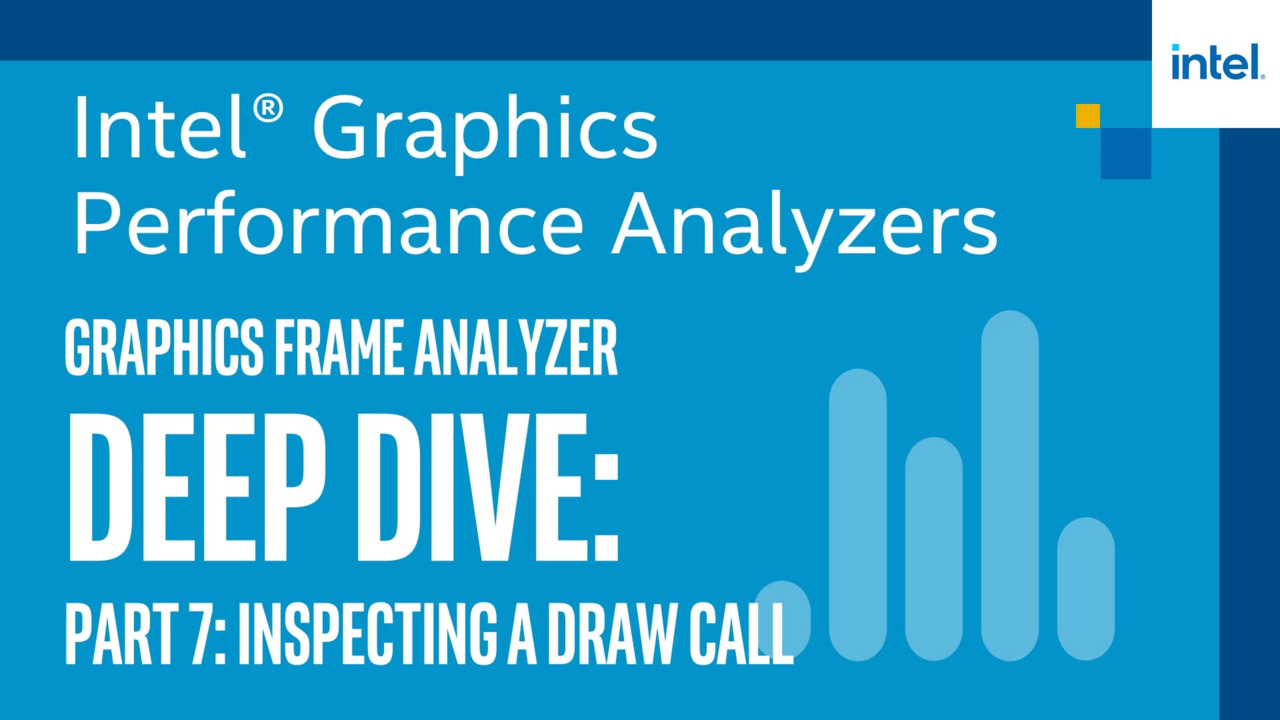 intel.
Intel® Graphics
Performance Analyzers
GRAPHICS FRAME ANALYZER
DEEP DIVE:
PART 7: INSPECTING A DRAW CALL